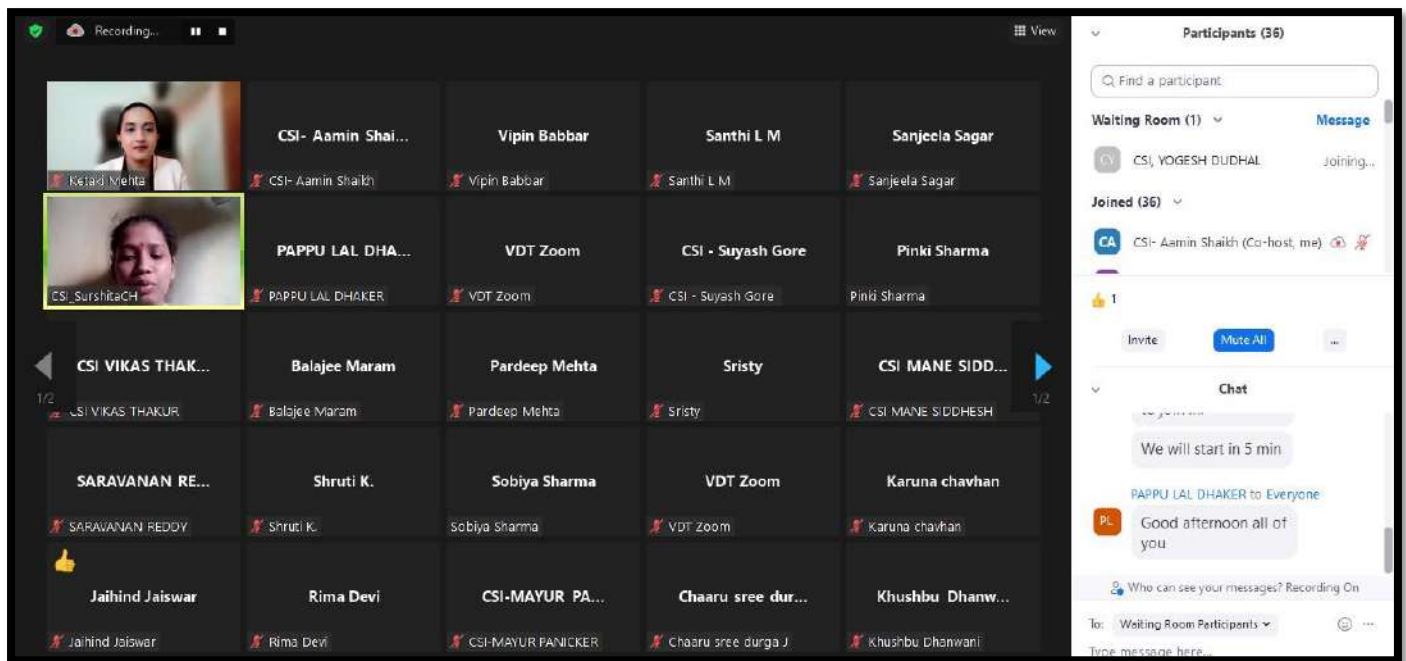 Recording...
View
Ketaki Mehta
CSI- Aamin Shai...
CSI- Aamin Shaikh
Vipin Babbar
Vipin Babbar
Santhi L M
Santhi L M
Sanjeela Sagar
Sanjeela Sagar
CSI_SurshitaCH
PAPPU LAL DHA...
PAPPU LAL DHAKER
VDT Zoom
VDT Zoom
CSI - Suyash Gore
CSI - Suyash Gore
Pinki Sharma
Pinki Sharma
1/2
CSI VIKAS THAK...
CSI VIKAS THAKUR
Balajee Maram
Balajee Maram
Pardeep Mehta
Pardeep Mehta
Sristy
Sristy
CSI MANE SIDD...
CSI MANE SIDDHESH
1/2
SARAVANAN RE...
SARAVANAN REDDY
Shruti K.
Shruti K.
Sobiya Sharma
Sobiya Sharma
VDT Zoom
VDT Zoom
Karuna chavhan
Karuna chavhan
Jaihind Jaiswar
Jaihind Jaiswar
Rima Devi
Rima Devi
CSI-MAYUR PA...
CSI-MAYUR PANICKER
Chaaru sree dur...
Chaaru sree durga J
Khushbu Dhanw...
Khushbu Dhanwani
Participants (36)
Find a participant
Waiting Room (1)
Message
CY
CSI, YOGESH DUDHAL
Joining...
Joined (36)
CA
CSI- Aamin Shaikh (Co-host, me)
1
Invite
Mute All
...
Chat
We will start in 5 min
PAPPU LAL DHAKER to Everyone
PL
Good afternoon all of
you
Who can see your messages? Recording On
To: Waiting Room Participants
...
Type message here...